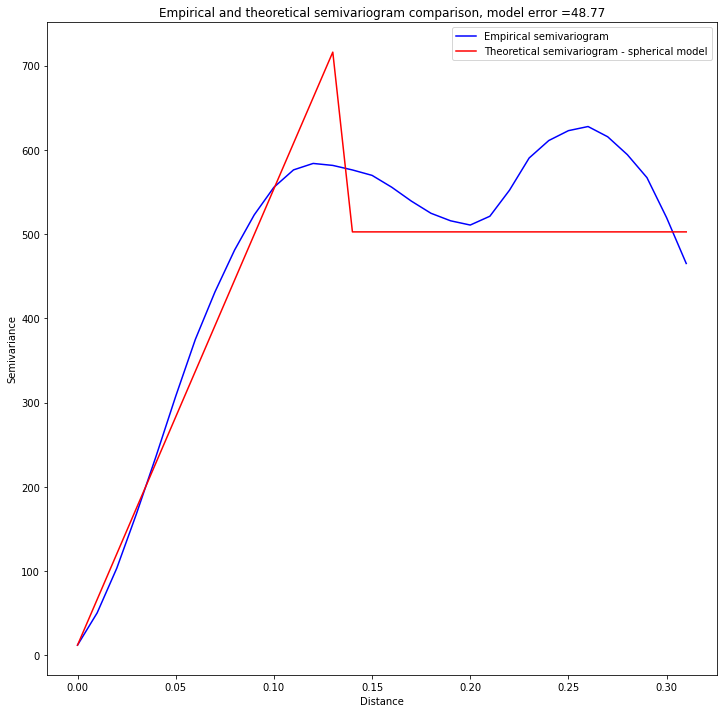 Empirical and theoretical semivariogram comparison, model error =48.77
Empirical semivariogram
Theoretical semivariogram - spherical model
700
600
500
400
300
200
100
0
Semivariance
0.00 0.05 0.10 0.15 0.20 0.25 0.30
Distance